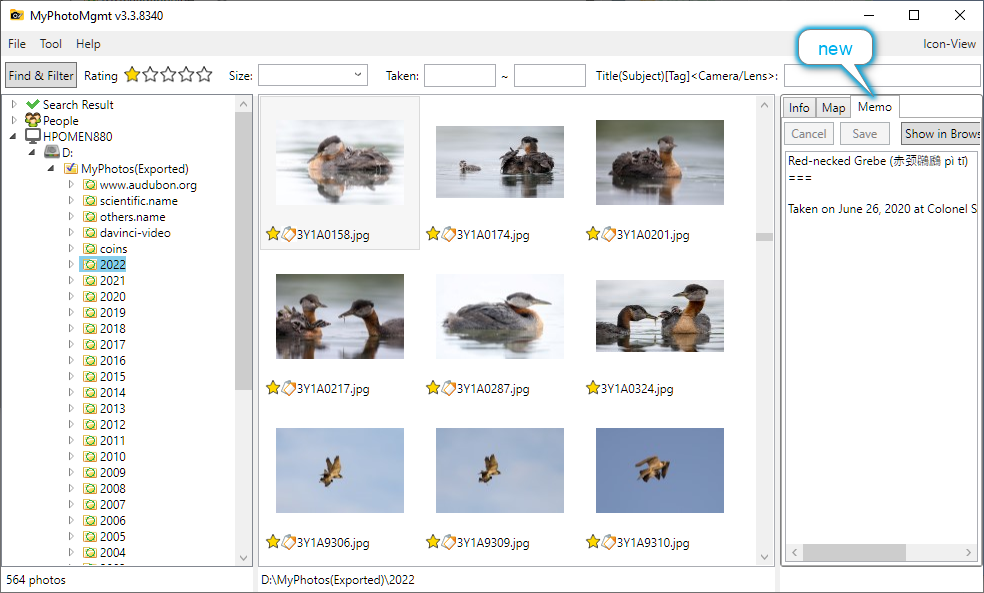 MyPhotoMgmt v3.3.8340
File Tool Help
Icon-View
new
Find & Filter Rating Size: Taken: ~ Title(Subject)[Tag]<Camera/Lens>:
Search Result
People
HPOMEN880
D:
MyPhotos(Exported)
www.audubon.org
scientific.name
others.name
davinci-video
coins
2022
2021
2020
2019
2018
2017
2016
2015
2014
2013
2012
2011
2010
2009
2008
2007
2006
2005
2004
3Y1A0158.jpg
3Y1A0174.jpg
3Y1A0201.jpg
3Y1A0217.jpg
3Y1A0287.jpg
3Y1A0324.jpg
3Y1A9306.jpg
3Y1A9309.jpg
3Y1A9310.jpg
Info Map Memo
Cancel Save Show in Brows
Red-necked Grebe (赤颈鸊鷉 pì tī)
===
Taken on June 26, 2020 at Colonel S
564 photos
D:\MyPhotos(Exported)\2022